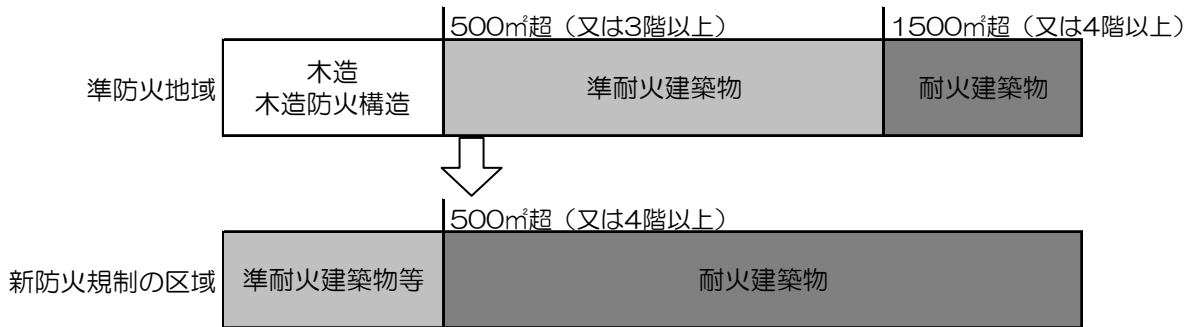 500㎡超（又は3階以上）
1500㎡超（又は4階以上）
準防火地域
木造
木造防火構造
準耐火建築物
耐火建築物
500㎡超（又は4階以上）
新防火規制の区域
準耐火建築物等
耐火建築物